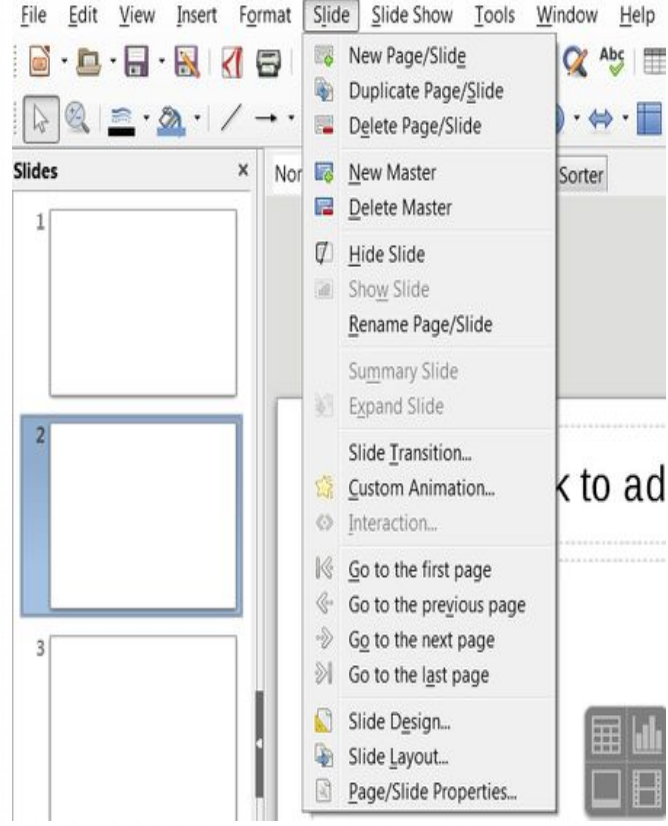 File Edit View Insert Format Slide Slide Show Tools Window Help
Abc
Slides x
Nor
Sorter
1
2
3
New Page/Slide
Duplicate Page/Slide
Delete Page/Slide
New Master
Delete Master
Hide Slide
Show Slide
Rename Page/Slide
Summary Slide
Expand Slide
Slide Transition...
Custom Animation...
Interaction...
Go to the first page
Go to the previous page
Go to the next page
Go to the last page
Slide Design...
Slide Layout...
Page/Slide Properties...
k to ad